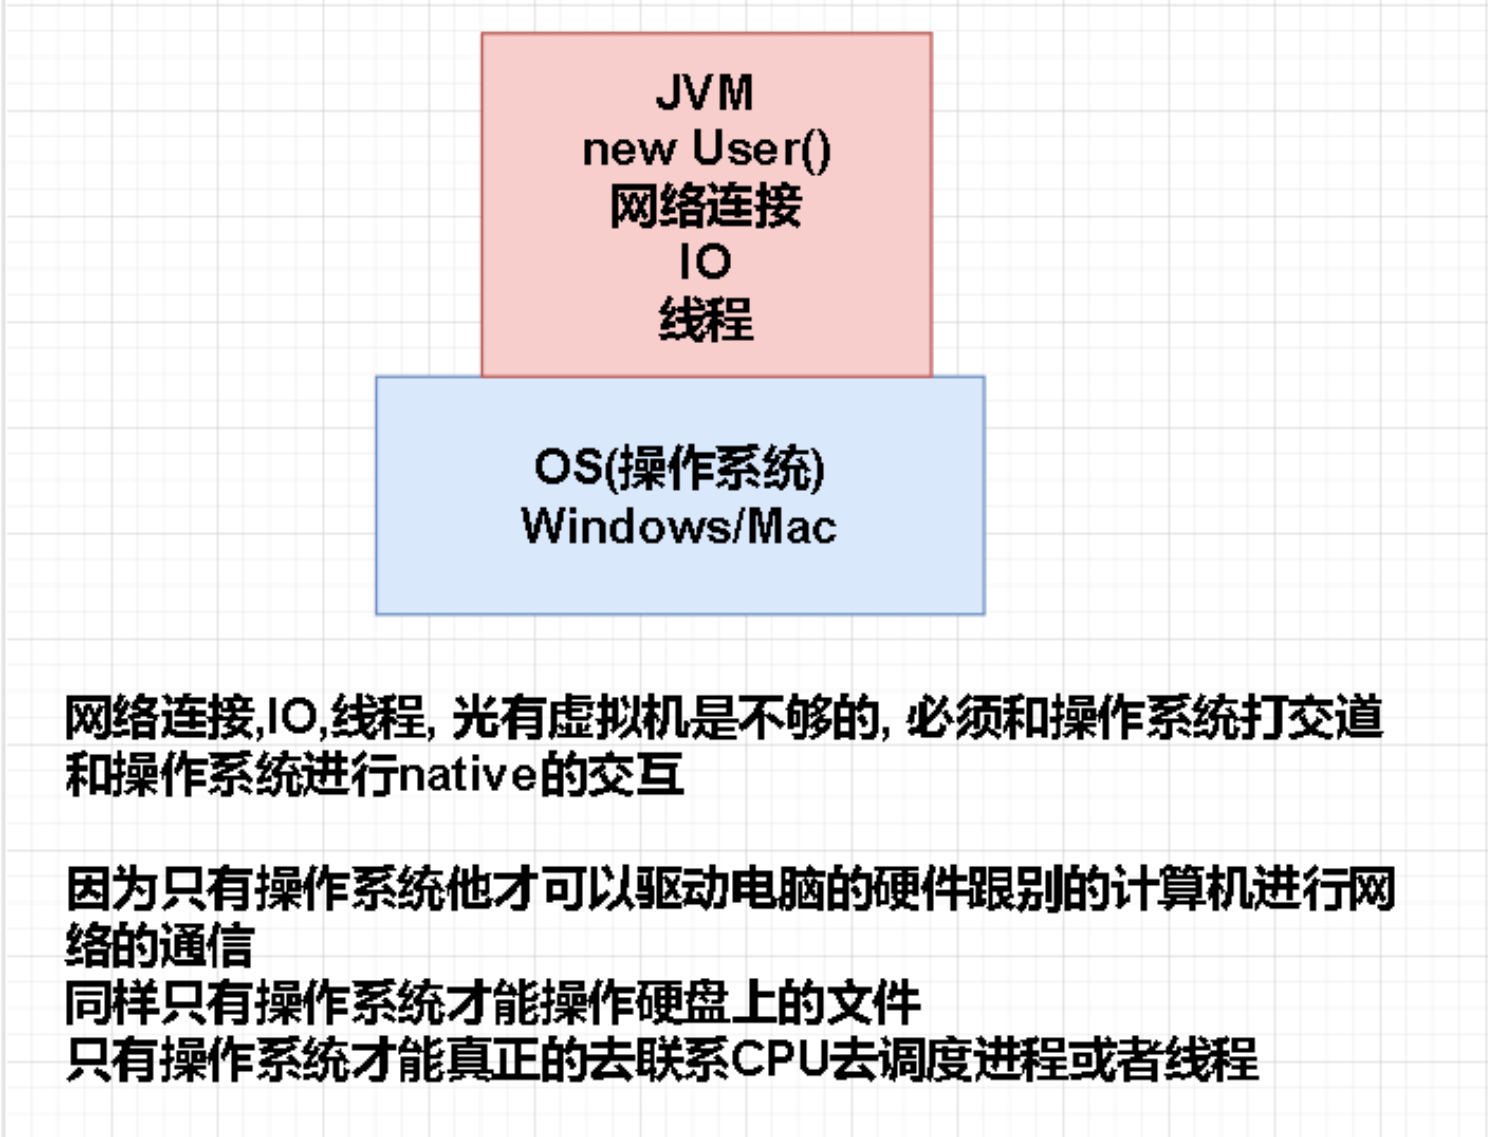 JVM
new User()
网络连接
IO
线程
OS(操作系统)
Windows/Mac
网络连接,IO,线程, 光有虚拟机是不够的, 必须和操作系统打交道
和操作系统进行native的交互
因为只有操作系统他才可以驱动电脑的硬件跟别的计算机进行网
络的通信
同样只有操作系统才能操作硬盘上的文件
只有操作系统才能真正的去联系CPU去调度进程或者线程